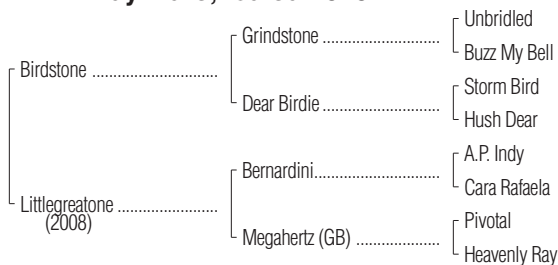 Unbridled
Grindstone
Buzz My Bell
Birdstone
Storm Bird
Dear Birdie
Hush Dear
A.P. Indy
Bernardini
Cara Rafaela
Littlegreatone
(2008)
Pivotal
Megahertz (GB)
Heavenly Ray